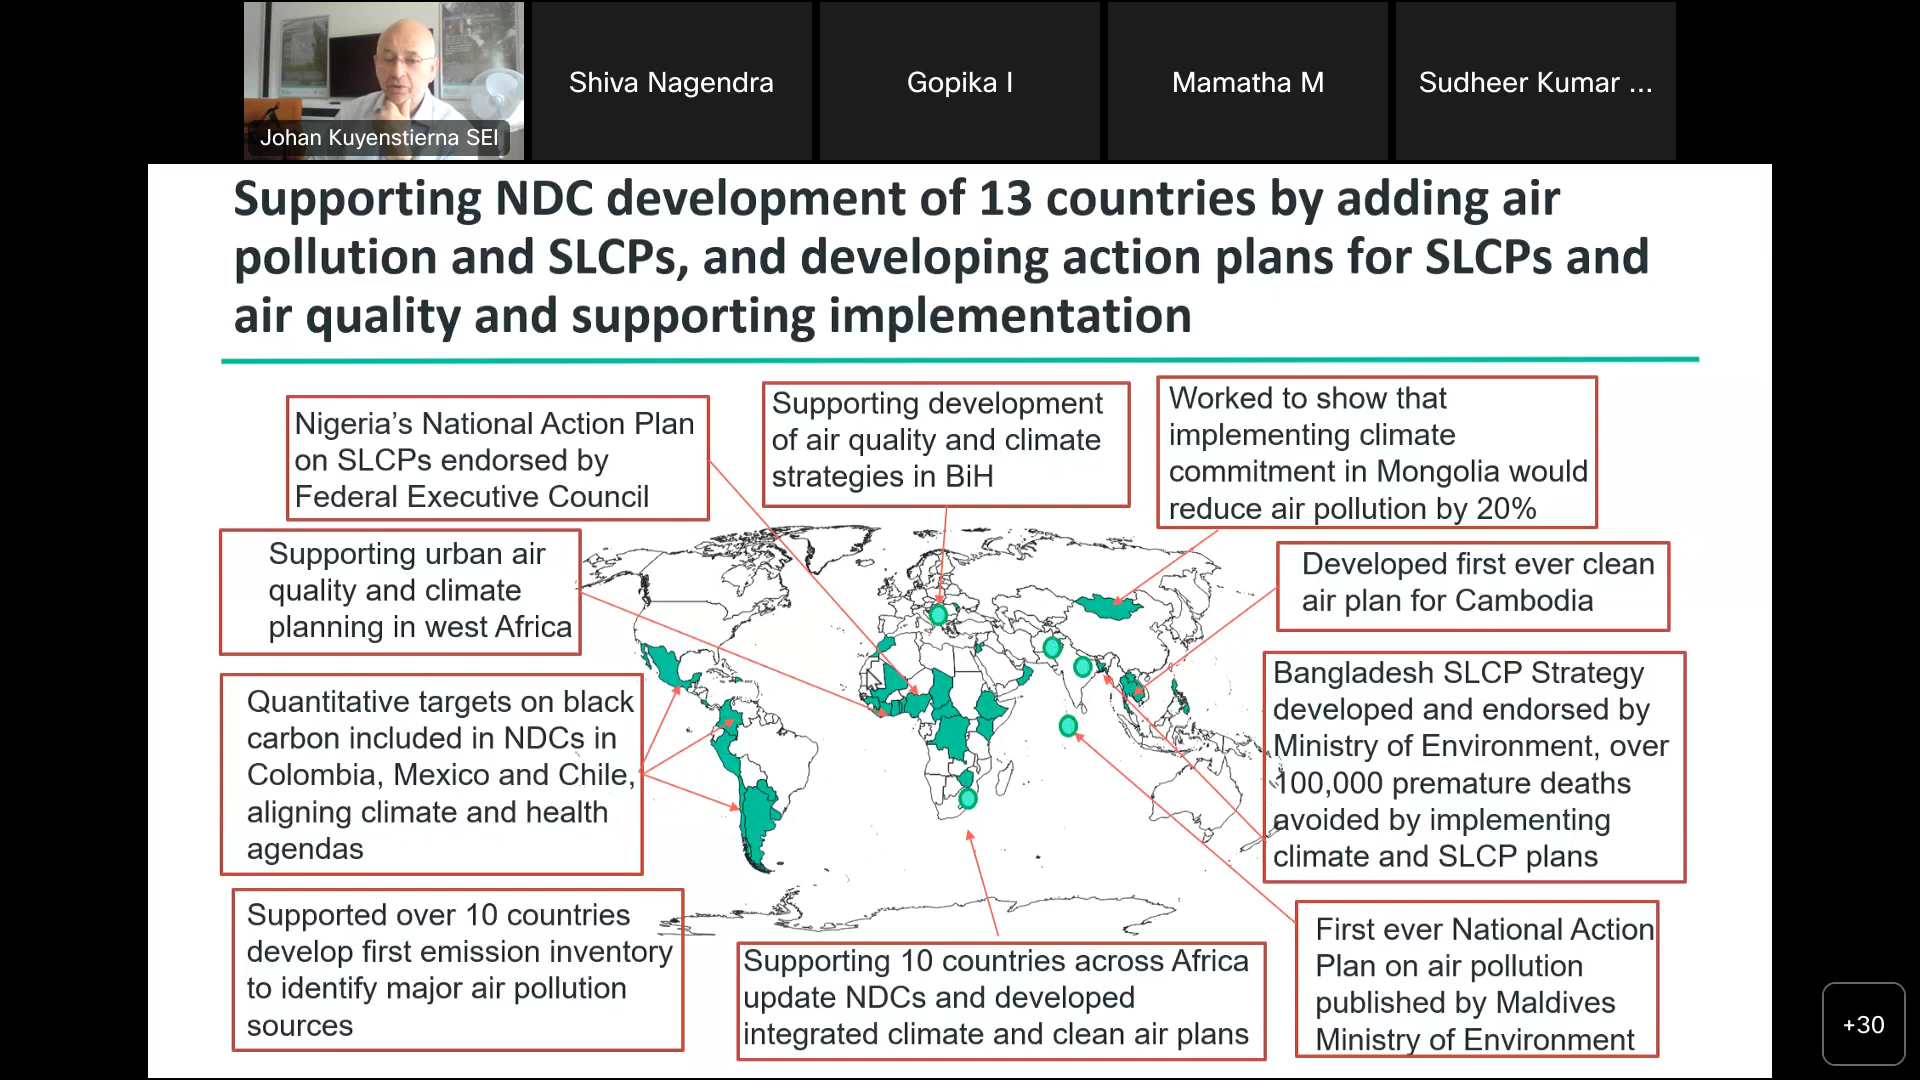 Johan Kuyenstierna SEI
Shiva Nagendra
Gopika I
Mamatha M
Sudheer Kumar ...
Supporting NDC development of 13 countries by adding air
pollution and SLCPs, and developing action plans for SLCPs and
air quality and supporting implementation
Nigeria's National Action Plan
on SLCPs endorsed by
Federal Executive Council
Supporting development
of air quality and climate
strategies in BiH
Worked to show that
implementing climate
commitment in Mongolia would
reduce air pollution by 20%
Supporting urban air
quality and climate
planning in west Africa
Developed first ever clean
air plan for Cambodia
Quantitative targets on black
carbon included in NDCs in
Colombia, Mexico and Chile,
aligning climate and health
agendas
Bangladesh SLCP Strategy
developed and endorsed by
Ministry of Environment, over
100,000 premature deaths
avoided by implementing
climate and SLCP plans
Supported over 10 countries
develop first emission inventory
to identify major air pollution
sources
Supporting 10 countries across Africa
update NDCs and developed
integrated climate and clean air plans
First ever National Action
Plan on air pollution
published by Maldives
Ministry of Environment
+30